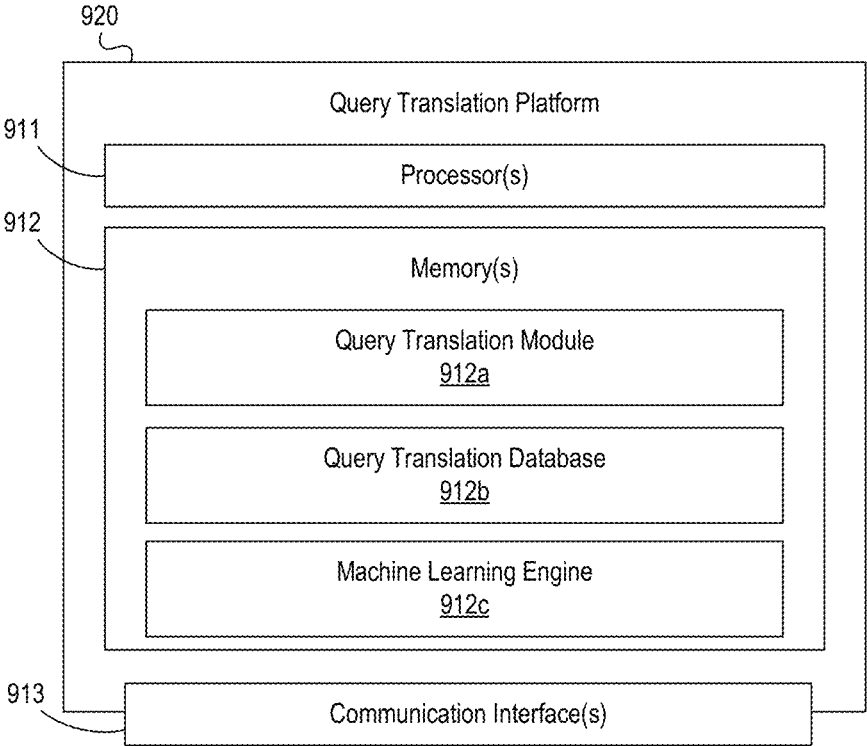 920
Query Translation Platform
911
Processor(s)
912
Memory(s)
Query Translation Module
912a
Query Translation Database
912b
Machine Learning Engine
912c
913
Communication Interface(s)